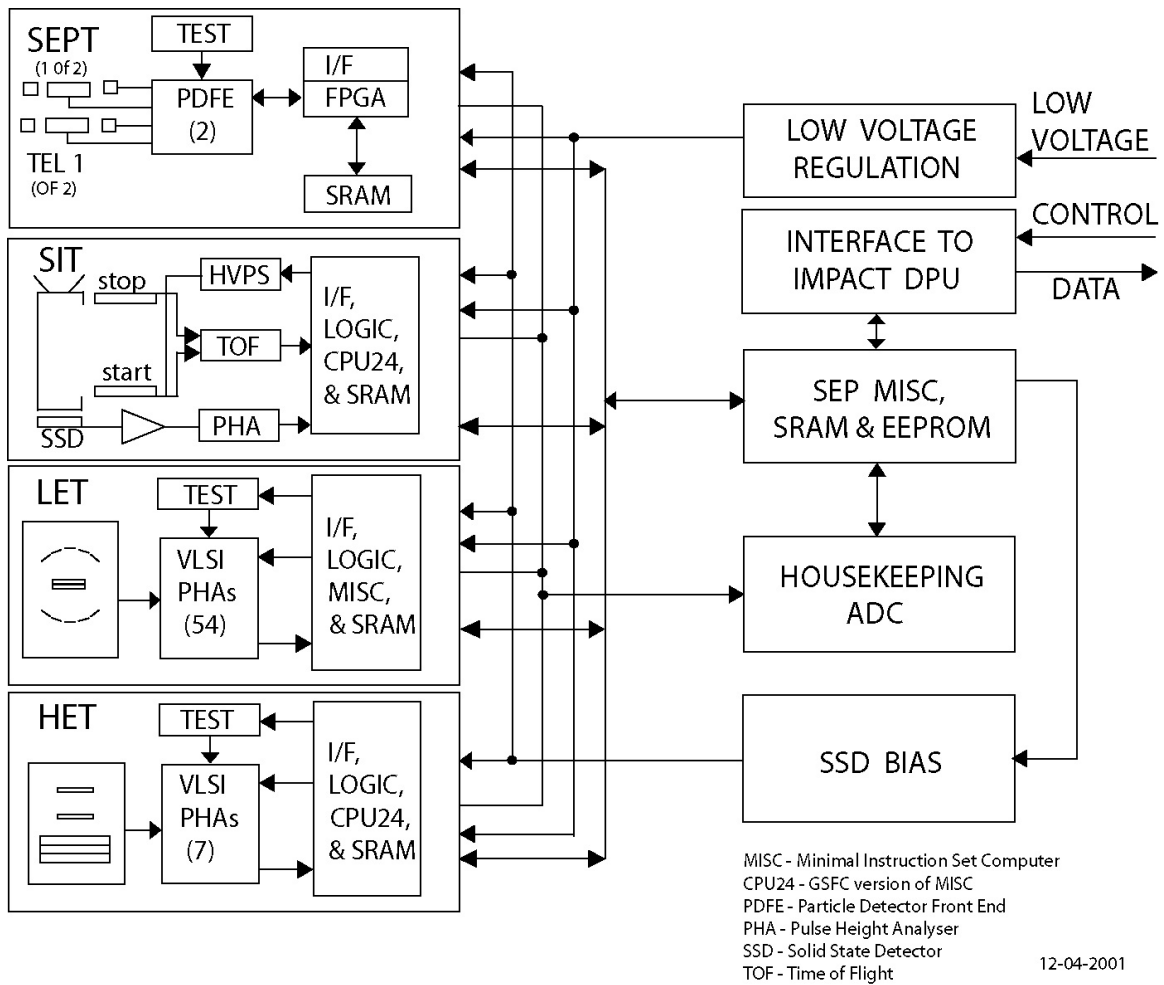 SEPT
(1 0f 2)
TEST
PDFE
(2)
I/F
FPGA
SRAM
TEL 1
(OF 2)
SIT
stop
start
SSD
HVPS
TOF
PHA
I/F,
LOGIC,
CPU24,
& SRAM
LET
TEST
VLSI
PHAs
(54)
I/F,
LOGIC,
MISC,
& SRAM
HET
TEST
VLSI
PHAs
(7)
I/F,
LOGIC,
CPU24,
& SRAM
LOW VOLTAGE
REGULATION
LOW
VOLTAGE
INTERFACE TO
IMPACT DPU
CONTROL
DATA
SEP MISC,
SRAM & EEPROM
HOUSEKEEPING
ADC
SSD BIAS
MISC - Minimal Instruction Set Computer
CPU24 - GSFC version of MISC
PDFE - Particle Detector Front End
PHA - Pulse Height Analyser
SSD - Solid State Detector
TOF - Time of Flight
12-04-2001